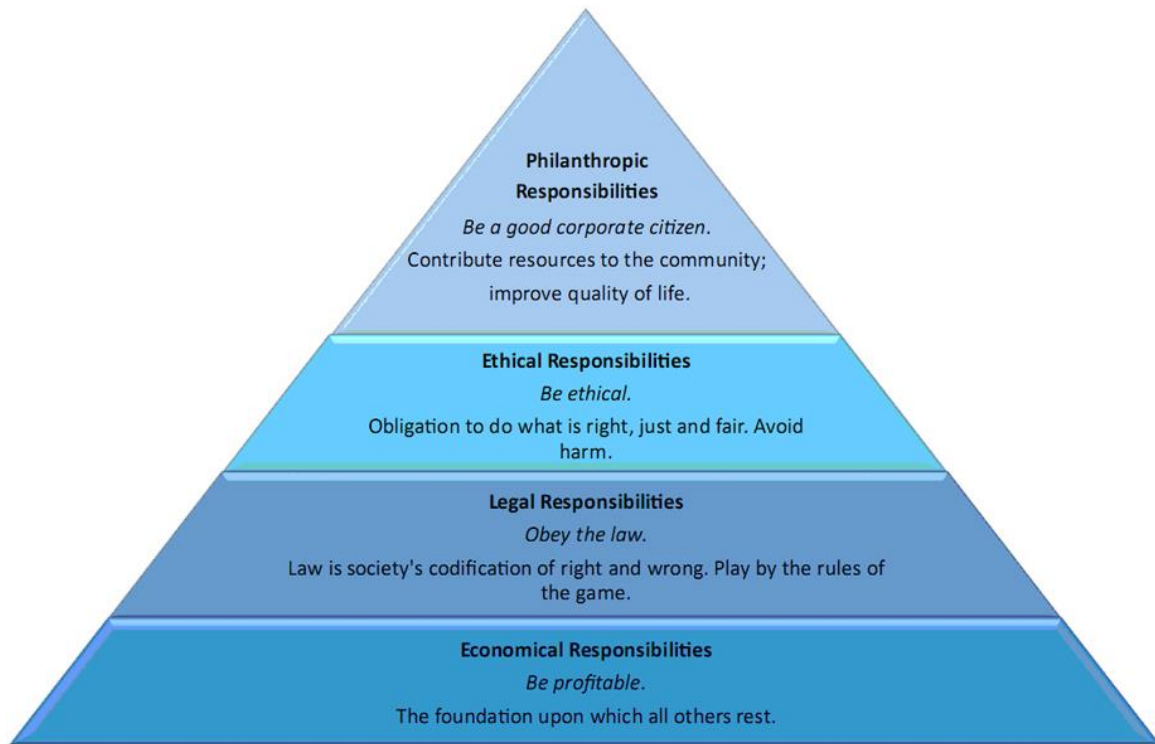 Philanthropic
Responsibilities
Be a good corporate citizen.
Contribute resources to the community;
improve quality of life.
Ethical Responsibilities
Be ethical.
Obligation to do what is right, just and fair. Avoid
harm.
Legal Responsibilities
Obey the law.
Law is society's codification of right and wrong. Play by the rules of
the game.
Economical Responsibilities
Be profitable.
The foundation upon which all others rest.